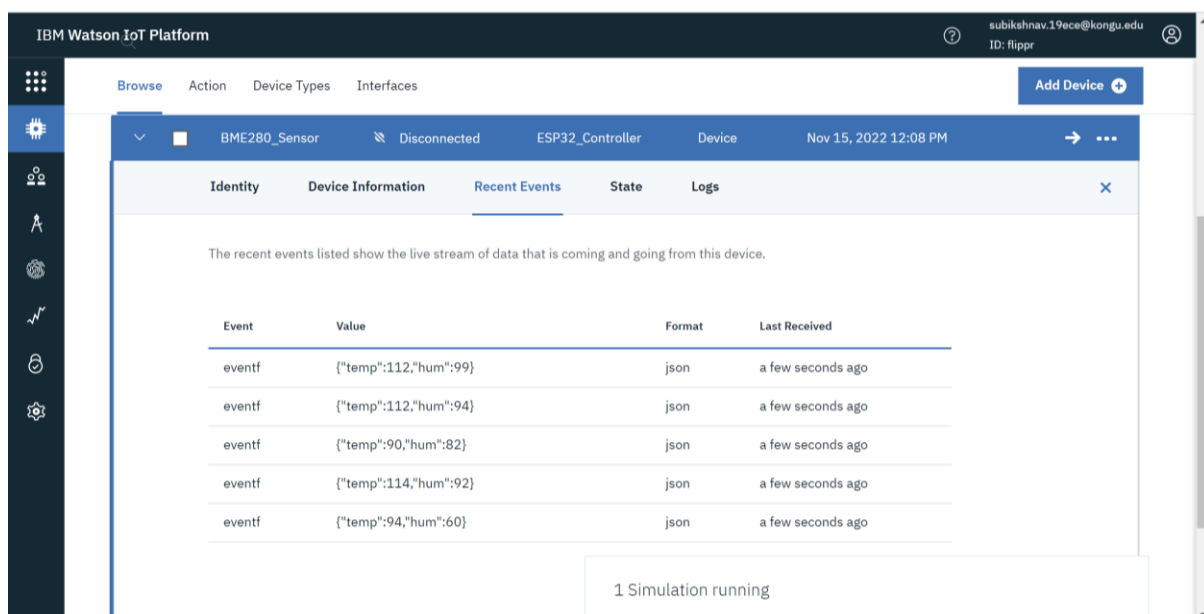 IBM Watson IoT Platform
subikshnav.19ece@kongu.edu
ID: flippr
Browse Action Device Types Interfaces
Add Device
BME280_Sensor Disconnected ESP32_Controller Device Nov 15, 2022 12:08 PM
Identity Device Information Recent Events State Logs
The recent events listed show the live stream of data that is coming and going from this device.
Event Value Format Last Received
eventf {"temp":112,"hum":99} json a few seconds ago
eventf {"temp":112,"hum":94} json a few seconds ago
eventf {"temp":90,"hum":82} json a few seconds ago
eventf {"temp":114,"hum":92} json a few seconds ago
eventf {"temp":94,"hum":60} json a few seconds ago
1 Simulation running